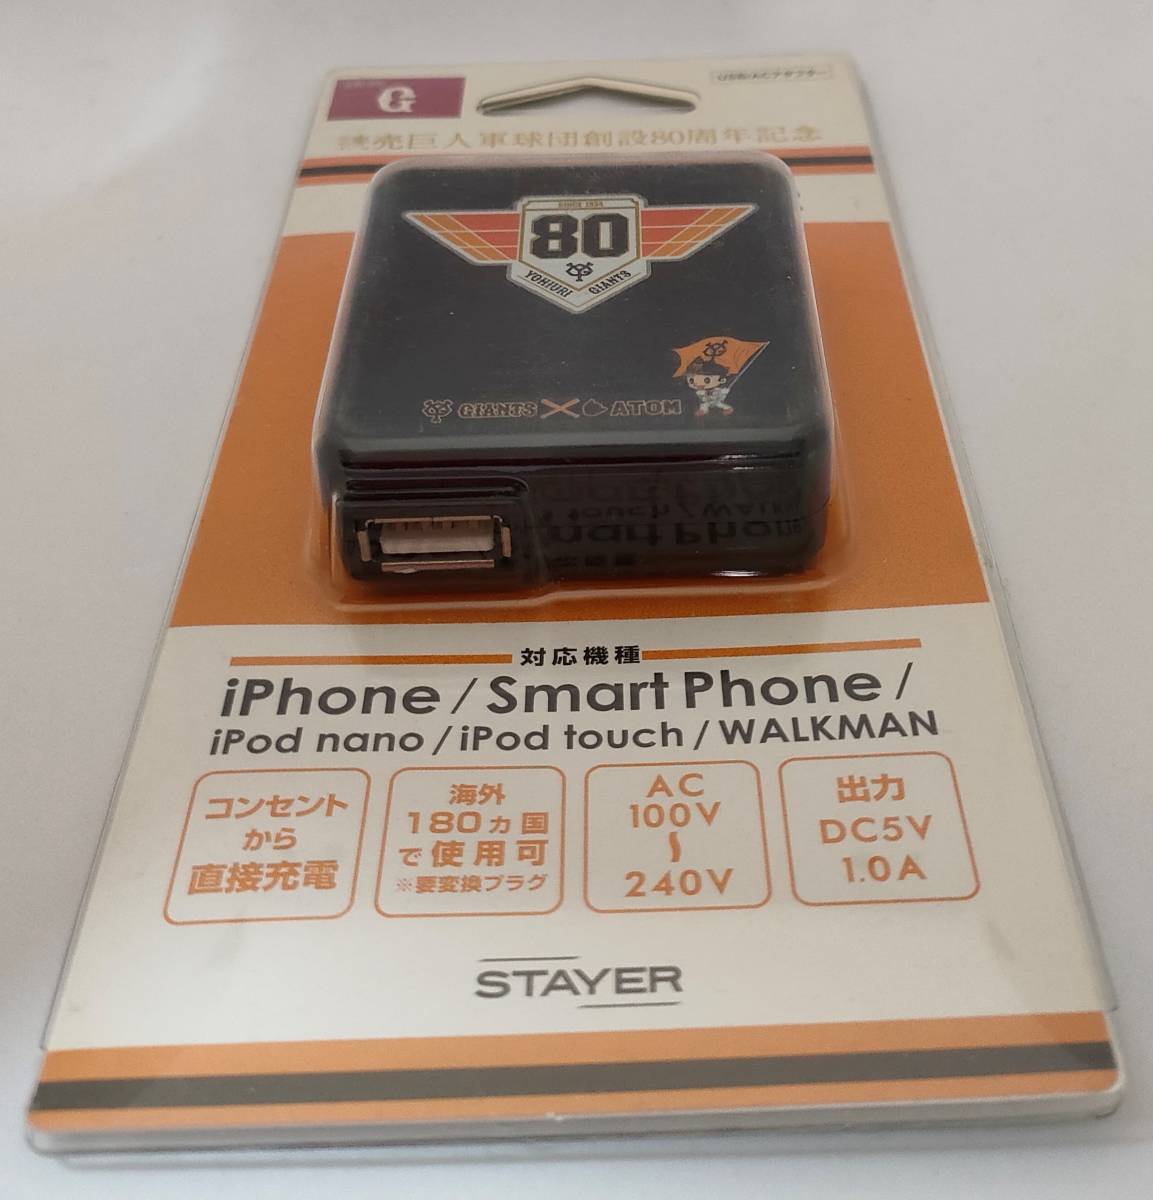 G
USB/ACアダプター
読売巨人軍球団創設80周年記念
SINCE 1934
80
YOMIURI GIANTS
GIANTS ATOM
対応機種
iPhone / Smart Phone /
iPod nano / iPod touch / WALKMAN
コンセント
から
直接充電
海外
180ヵ国
で使用可
※要変換プラグ
AC
100V
~
240V
出力
DC5V
1.0A
STAYER